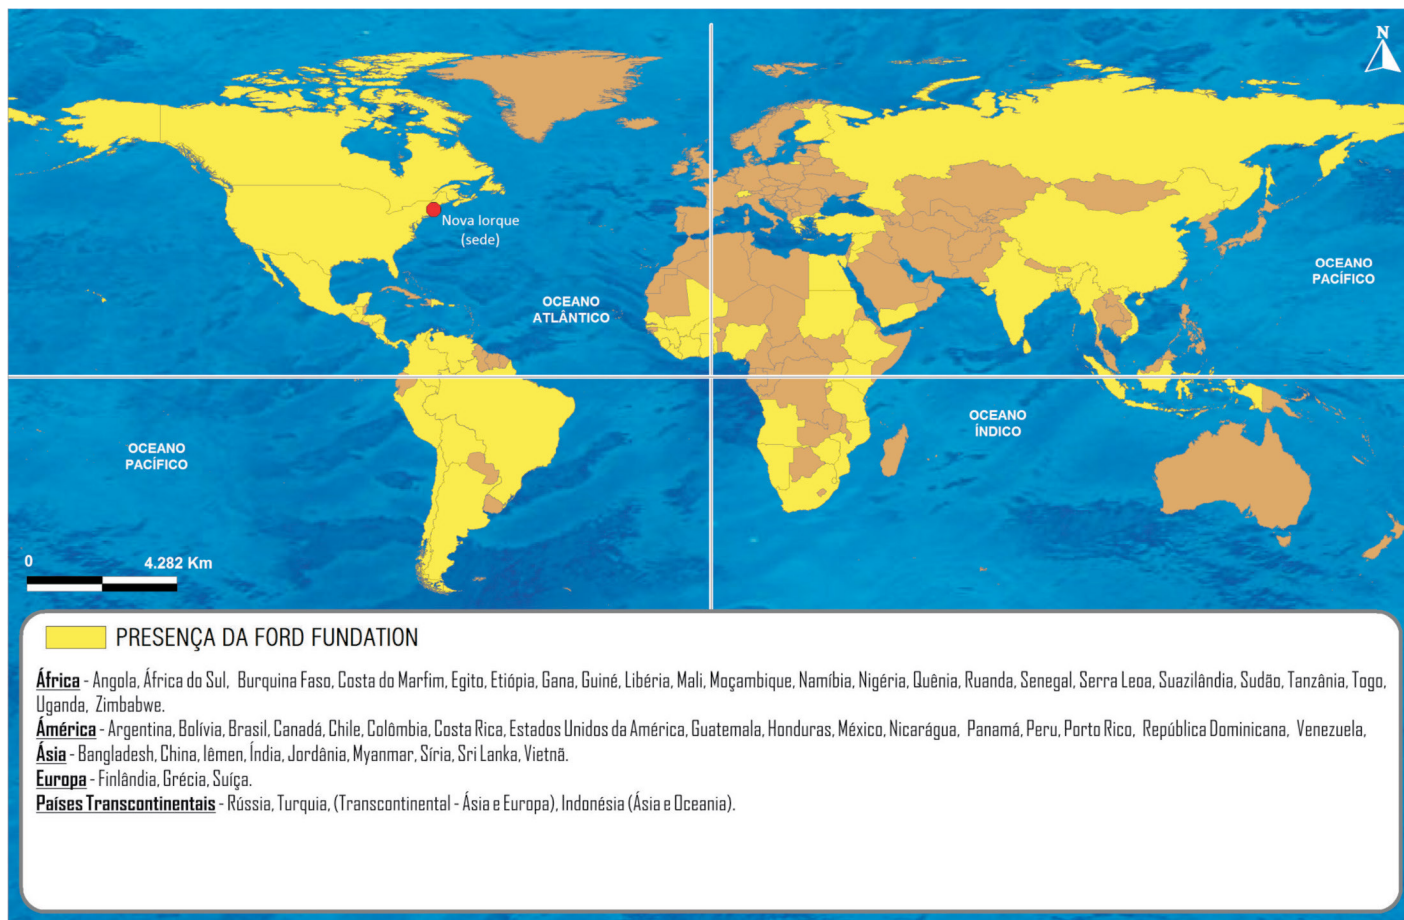 N
Nova Iorque
(sede)
OCEANO
PACÍFICO
OCEANO
ATLÂNTICO
OCEANO
ÍNDICO
OCEANO
PACÍFICO
0 4.282 Km
PRESENÇA DA FORD FUNDATION
África - Angola, África do Sul, Burquina Faso, Costa do Marfim, Egito, Etiópia, Gana, Guiné, Libéria, Mali, Moçambique, Namíbia, Nigéria, Quênia, Ruanda, Senegal, Serra Leoa, Suazilândia, Sudão, Tanzânia, Togo,
Uganda, Zimbabwe.
América - Argentina, Bolívia, Brasil, Canadá, Chile, Colômbia, Costa Rica, Estados Unidos da América, Guatemala, Honduras, México, Nicarágua, Panamá, Peru, Porto Rico, República Dominicana, Venezuela,
Ásia - Bangladesh, China, Iêmen, Índia, Jordânia, Myanmar, Síria, Sri Lanka, Vietnã.
Europa - Finlândia, Grécia, Suíça.
Países Transcontinentais - Rússia, Turquia, (Transcontinental - Ásia e Europa), Indonésia (Ásia e Oceania).